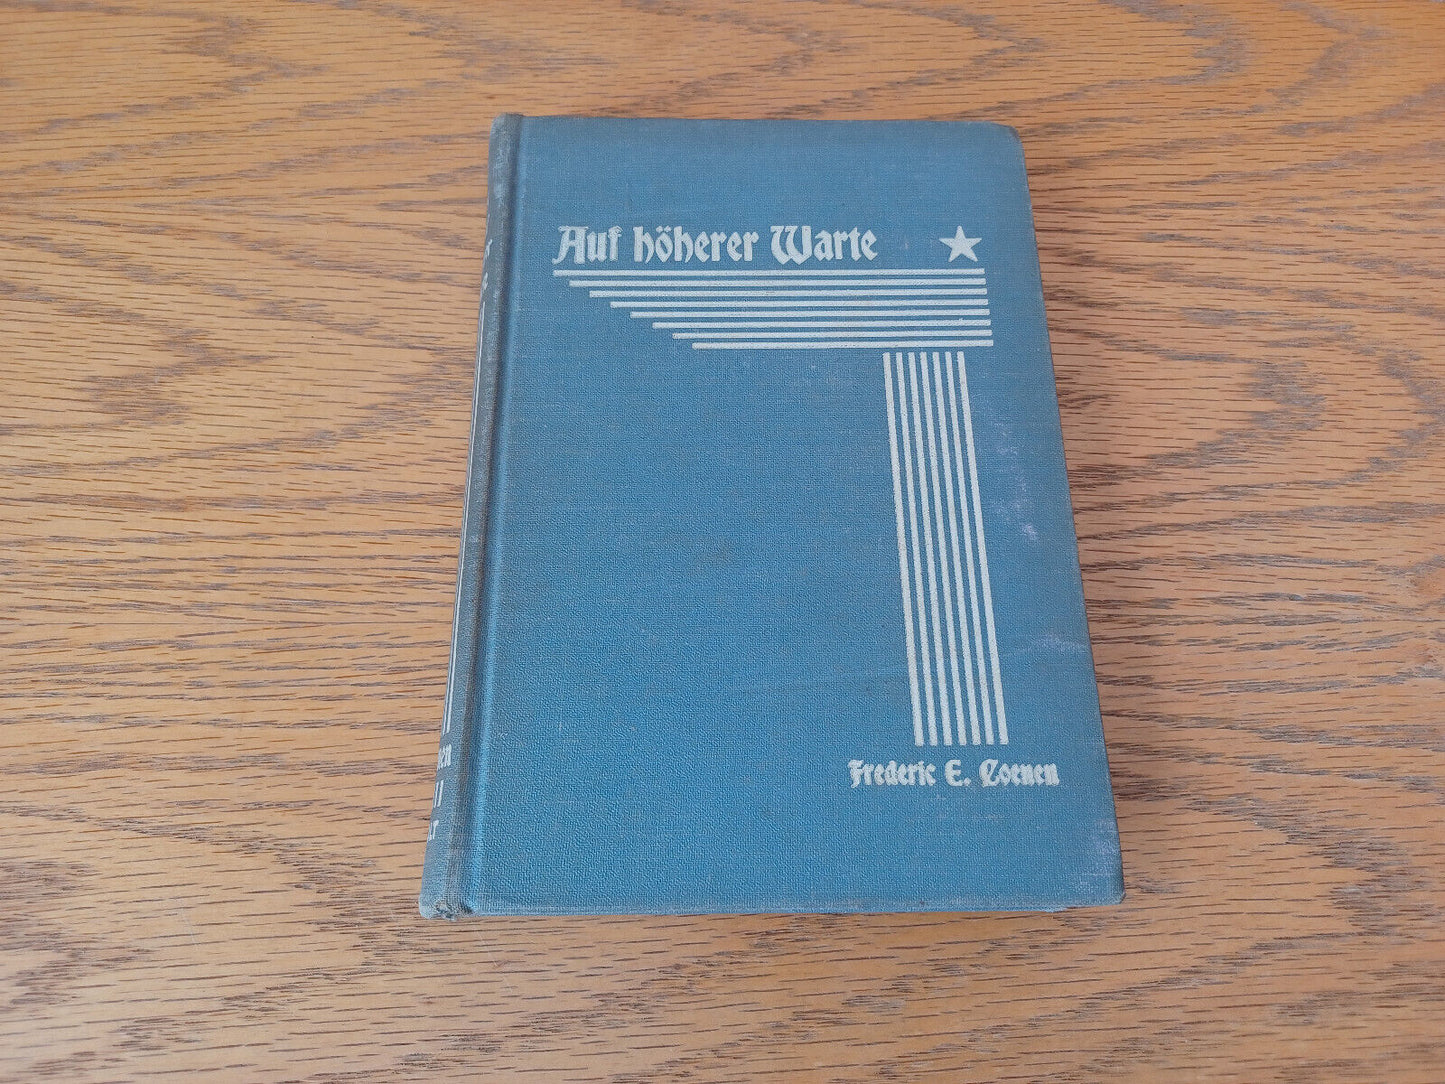 Auf höherer Warte
Frederic E. Coenen